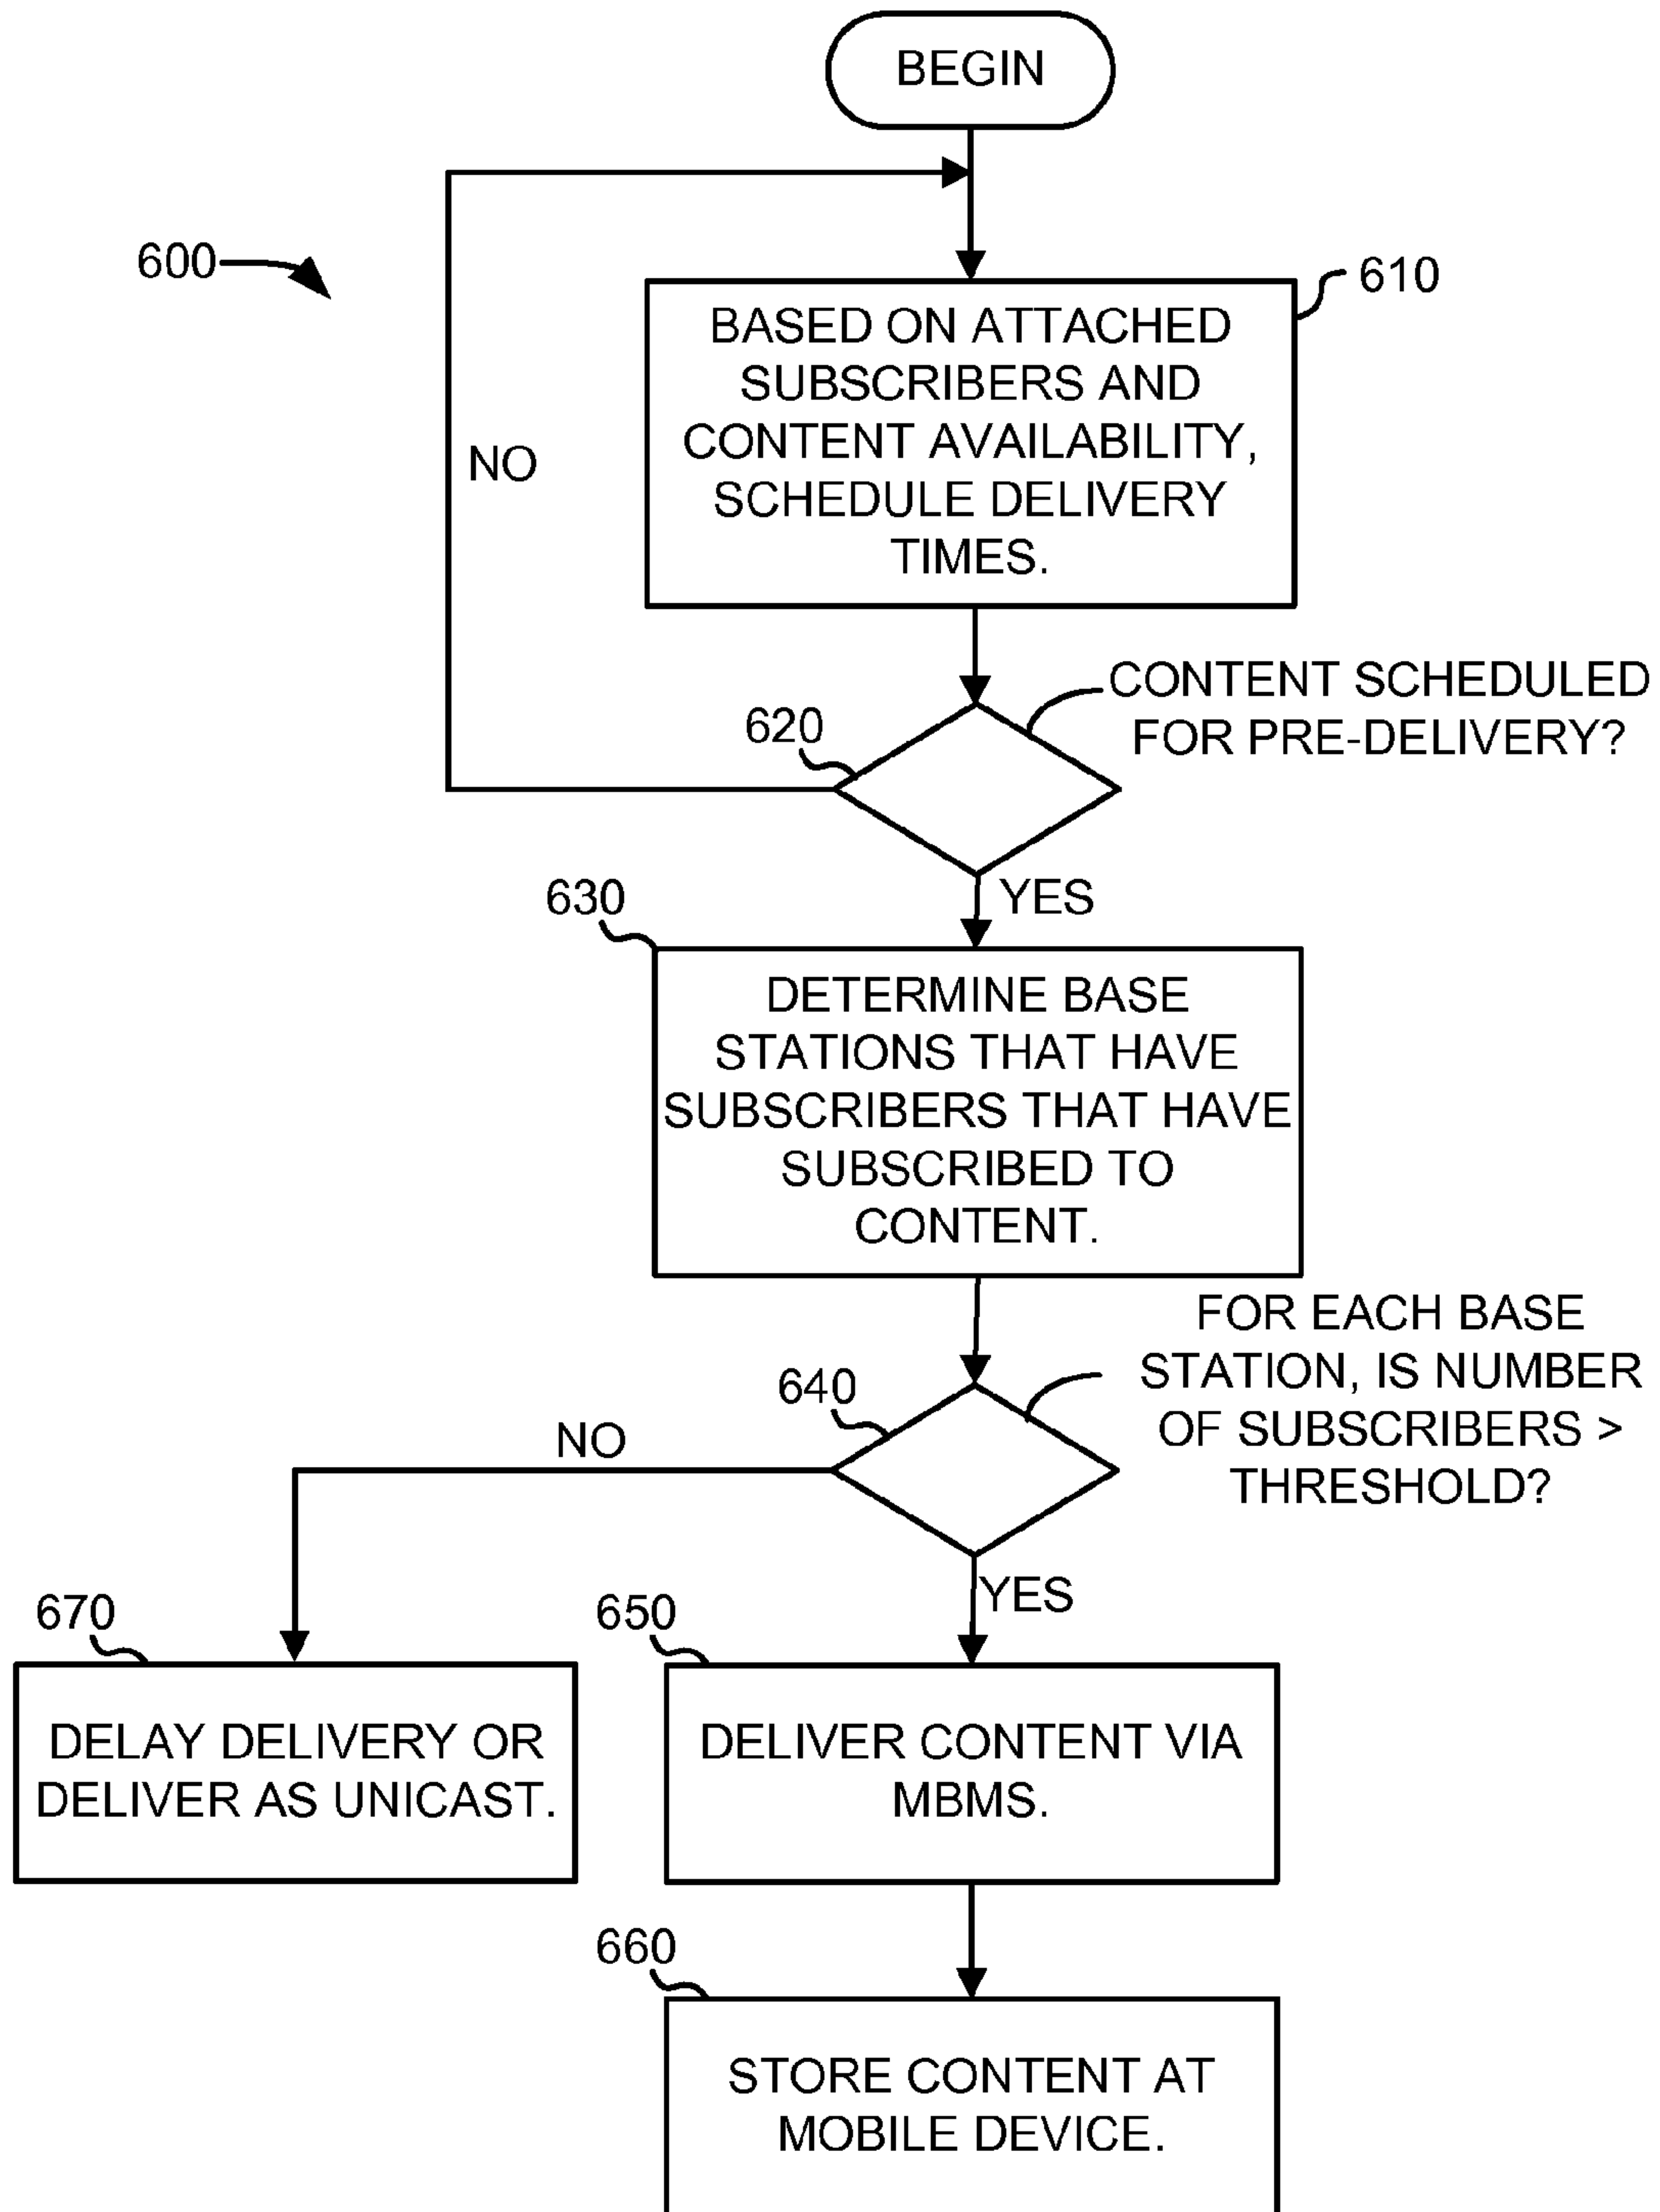 BEGIN
600
610
BASED ON ATTACHED
SUBSCRIBERS AND
CONTENT AVAILABILITY,
SCHEDULE DELIVERY
TIMES.
NO
CONTENT SCHEDULED
FOR PRE-DELIVERY?
620
YES
630
DETERMINE BASE
STATIONS THAT HAVE
SUBSCRIBERS THAT HAVE
SUBSCRIBED TO
CONTENT.
FOR EACH BASE
STATION, IS NUMBER
OF SUBSCRIBERS >
THRESHOLD?
640
NO
YES
670
DELAY DELIVERY OR
DELIVER AS UNICAST.
650
DELIVER CONTENT VIA
MBMS.
660
STORE CONTENT AT
MOBILE DEVICE.